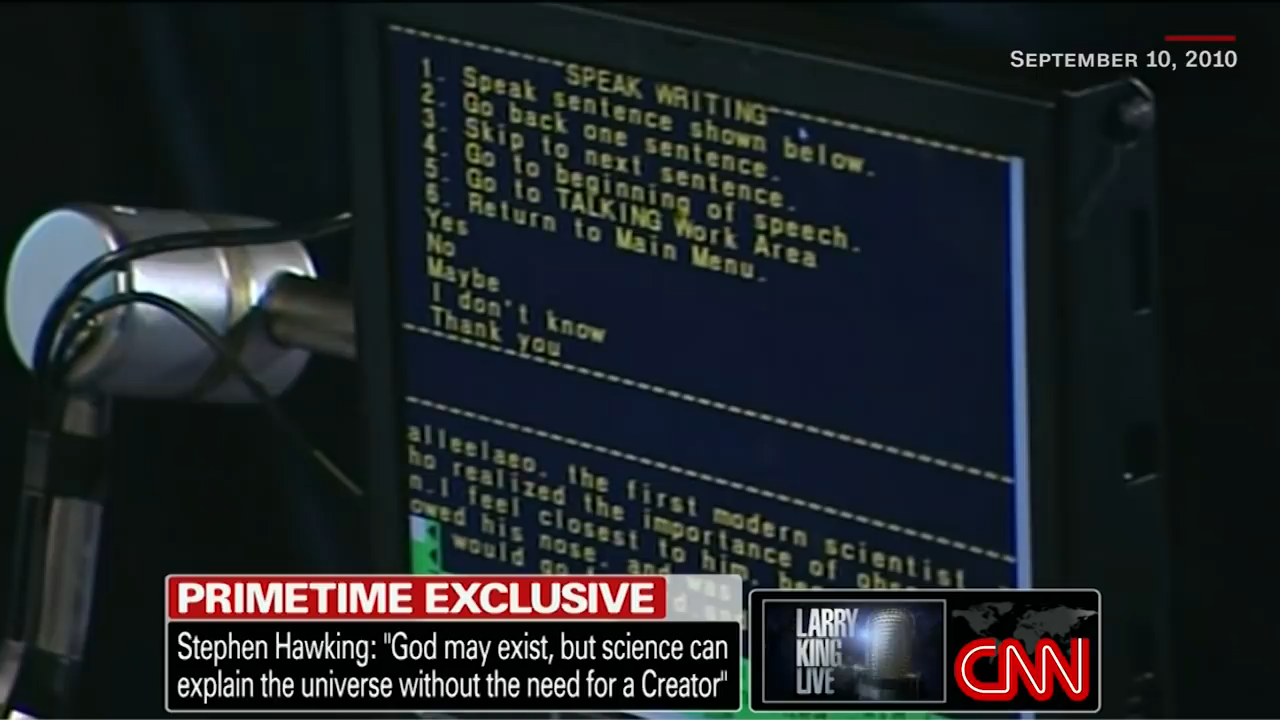 SEPTEMBER 10, 2010
SPEAK WRITING
1. Speak sentence shown below.
2. Go back one sentence.
3. Skip to next sentence.
4. Go to beginning of speech.
5. Go to TALKING Work Area
6. Return to Main Menu.
Yes
No
Maybe
I don't know
Thank you
alleelaeo, the first modern scientist
ho realized the importance of
n.I feel closest to him,
owed his nose, and was
would
PRIMETIME EXCLUSIVE
Stephen Hawking: "God may exist, but science can
explain the universe without the need for a Creator"
LARRY
KING
LIVE
CNN